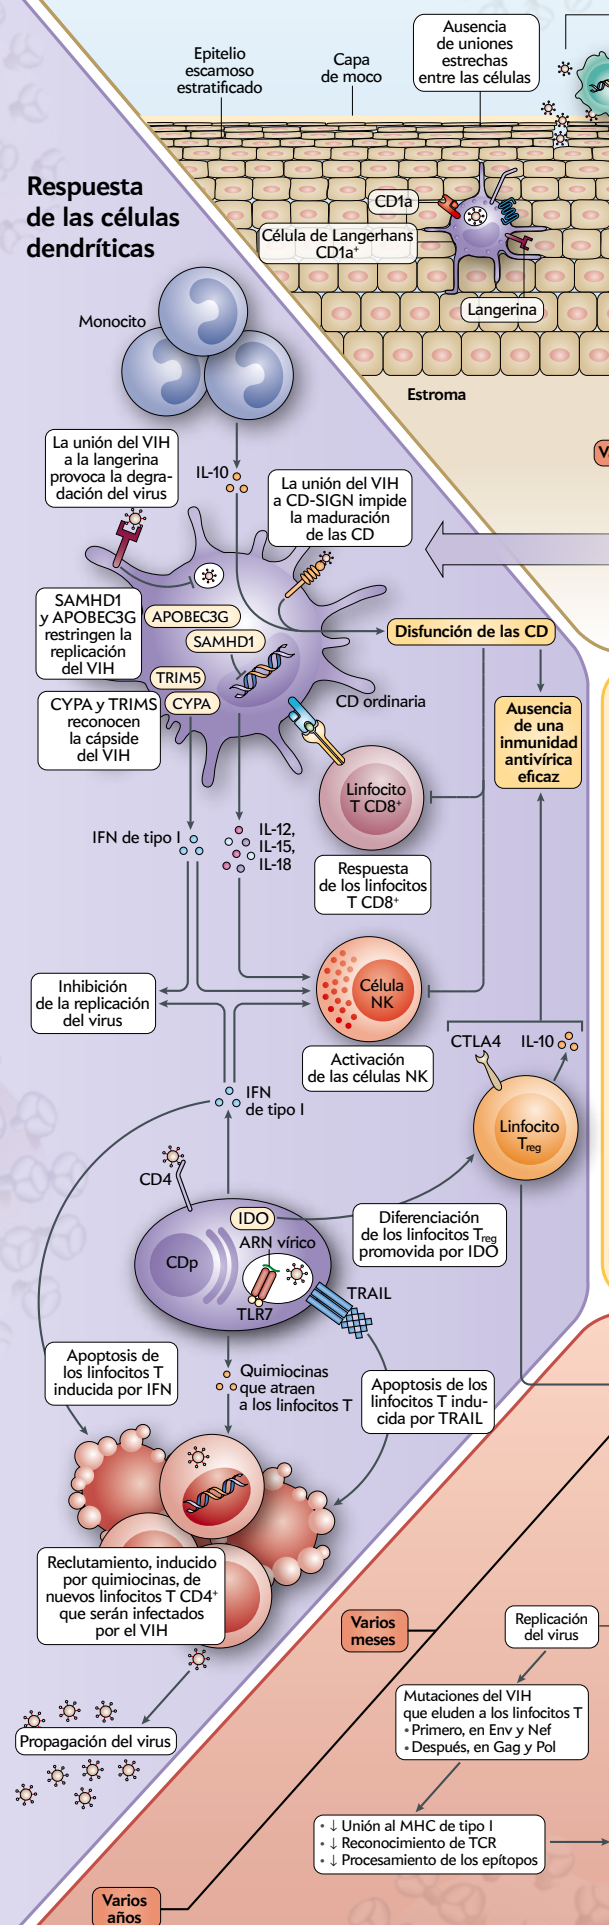 Ausencia
de uniones
estrechas
entre las células
Epitelio
escamoso
estratificado
Capa
de moco
Respuesta
de las células
dendríticas
CD1a
Célula de Langerhans
CD1a⁺
Langerina
Estroma
Monocito
La unión del VIH
a la langerina
provoca la degra-
dación del virus
IL-10
La unión del VIH
a CD-SIGN impide
la maduración
de las CD
SAMHD1
y APOBEC3G
restringen la
replicación
del VIH
APOBEC3G
SAMHD1
TRIM5
CYPA
CYPA y TRIMS
reconocen
la cápside
del VIH
CD ordinaria
Disfunción de las CD
Ausencia
de una
inmunidad
antivírica
eficaz
Linfocito
T CD8⁺
Respuesta
de los linfocitos
T CD8⁺
IFN de tipo I
IL-12,
IL-15,
IL-18
Inhibición
de la replicación
del virus
Célula
NK
Activación
de las células NK
CTLA4
IL-10
Linfocito
Treg
IFN
de tipo I
CD4
IDO
ARN vírico
CDp
TLR7
TRAIL
Diferenciación
de los linfocitos Treg
promovida por IDO
Apoptosis de
los linfocitos T
inducida por IFN
Quimiocinas
que atraen
a los linfocitos T
Apoptosis de los
linfocitos T indu-
cida por TRAIL
Reclutamiento, inducido
por quimiocinas, de
nuevos linfocitos T CD4⁺
que serán infectados
por el VIH
Propagación del virus
Varios
meses
Replicación
del virus
Mutaciones del VIH
que eluden a los linfocitos T
• Primero, en Env y Nef
• Después, en Gag y Pol
• ↓ Unión al MHC de tipo I
• ↓ Reconocimiento de TCR
• ↓ Procesamiento de los epítopos
Varios
años